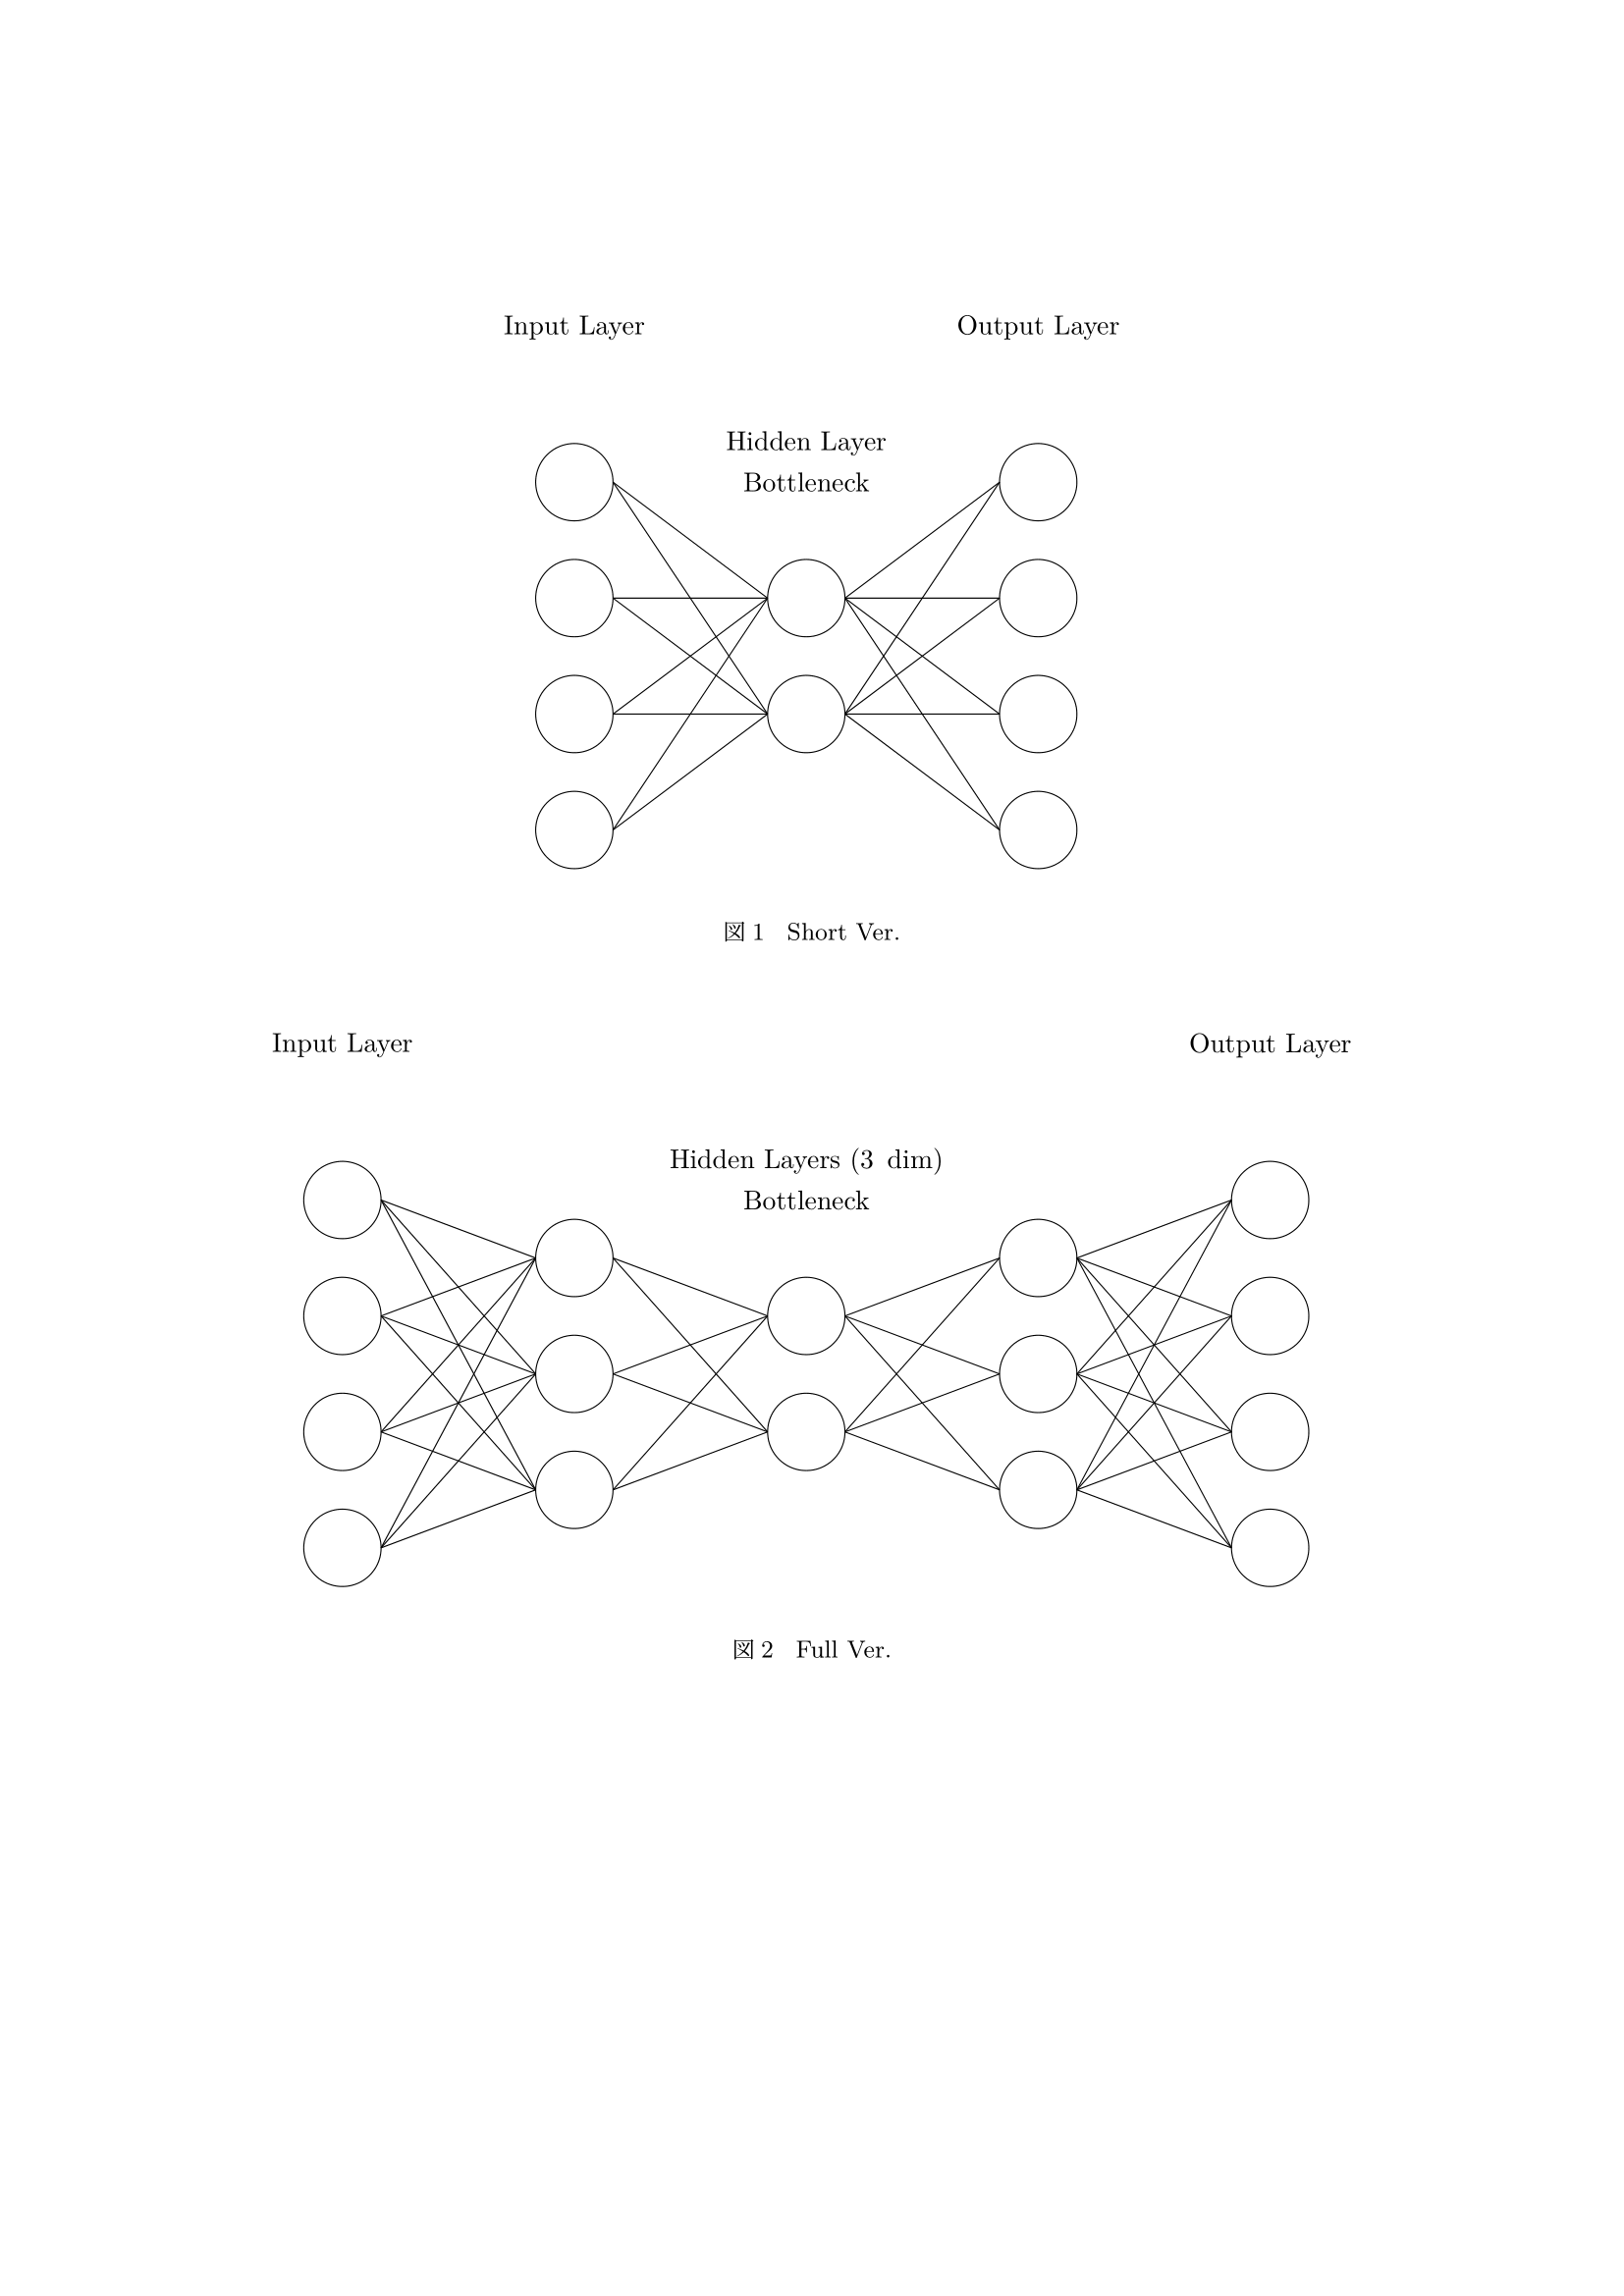 Input Layer
Output Layer
Hidden Layer
Bottleneck
図 1 Short Ver.
Input Layer
Output Layer
Hidden Layers (3 dim)
Bottleneck
図 2 Full Ver.